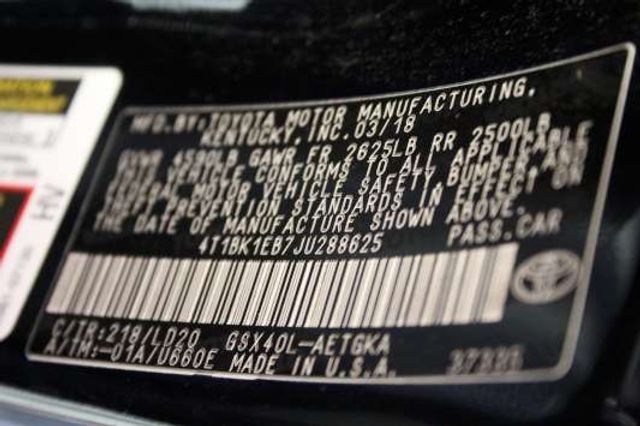 MFG.BY:TOYOTA MOTOR MANUFACTURING,
KENTUCKY, INC.03/18
GVWR 4590LB GAWR FR 2625LB RR 2500LB
THIS VEHICLE CONFORMS TO ALL APPLICABLE
FEDERAL MOTOR VEHICLE SAFETY,BUMPER,AND
THEFT PREVENTION STANDARDS IN EFFECT ON
THE DATE OF MANUFACTURE SHOWN ABOVE.
4T1BK1EB7JU288625 PASS.CAR
C/TR:218/LD20 GSX40L-AETGKA
A/TM:-01A/U660E MADE IN U.S.A.
HV